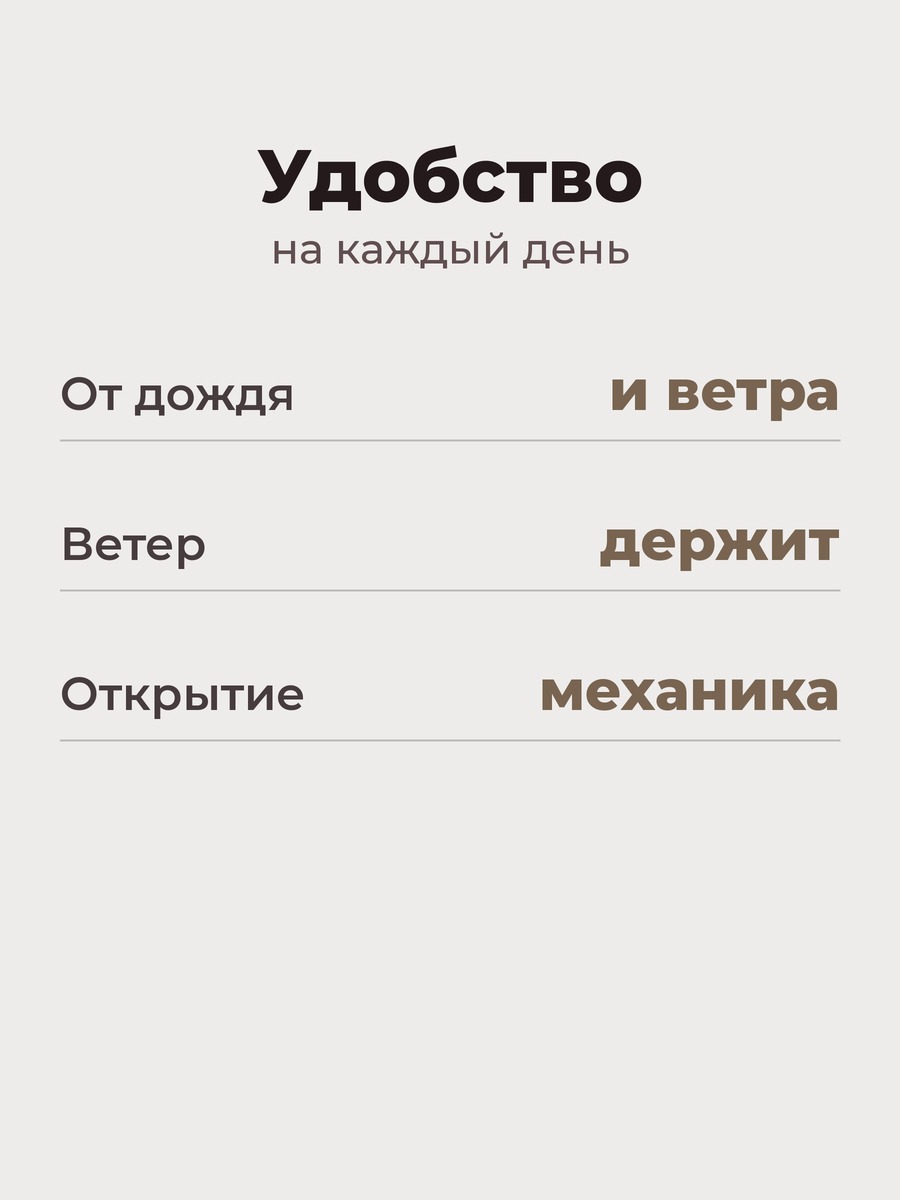 Удобство
на каждый день
От дождя и ветра
Ветер держит
Открытие механика